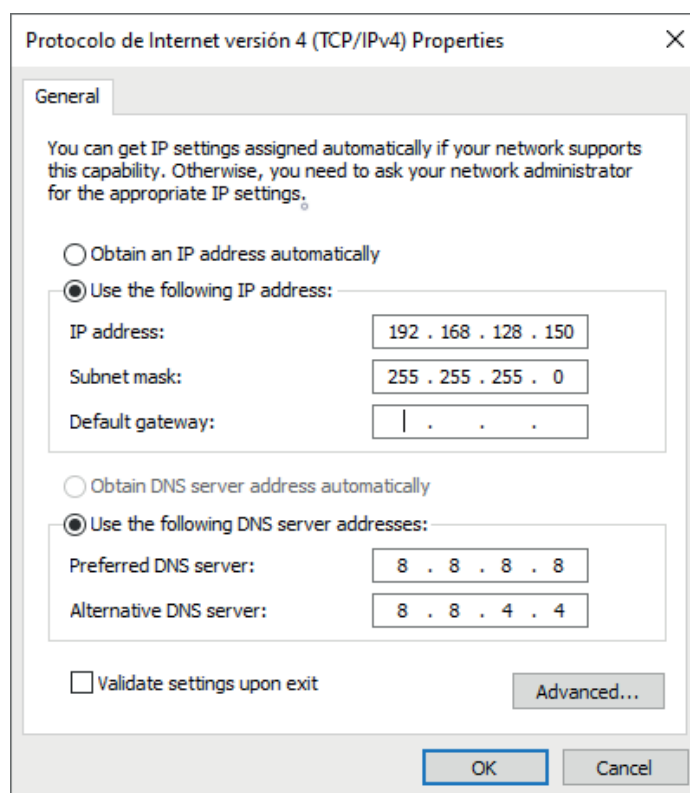 Protocolo de Internet versión 4 (TCP/IPv4) Properties
General
You can get IP settings assigned automatically if your network supports
this capability. Otherwise, you need to ask your network administrator
for the appropriate IP settings.
Obtain an IP address automatically
Use the following IP address:
IP address: 192 . 168 . 128 . 150
Subnet mask: 255 . 255 . 255 . 0
Default gateway: . . .
Obtain DNS server address automatically
Use the following DNS server addresses:
Preferred DNS server: 8 . 8 . 8 . 8
Alternative DNS server: 8 . 8 . 4 . 4
Validate settings upon exit
Advanced...
OK Cancel